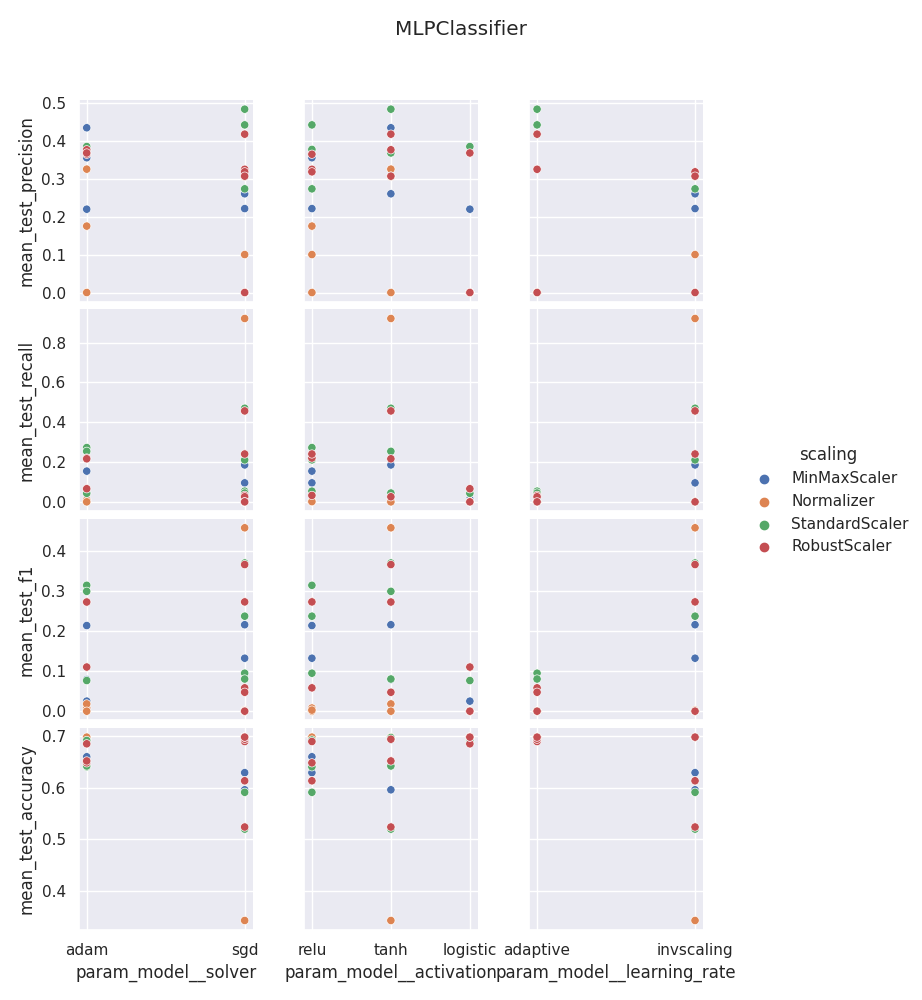 MLPClassifier
mean_test_precision
0.5
0.4
0.3
0.2
0.1
0.0
mean_test_recall
0.8
0.6
0.4
0.2
0.0
mean_test_f1
0.4
0.3
0.2
0.1
0.0
mean_test_accuracy
0.7
0.6
0.5
0.4
adam sgd
param_model__solver
relu tanh logistic
param_model__activation
adaptive invscaling
param_model__learning_rate
scaling
MinMaxScaler
Normalizer
StandardScaler
RobustScaler